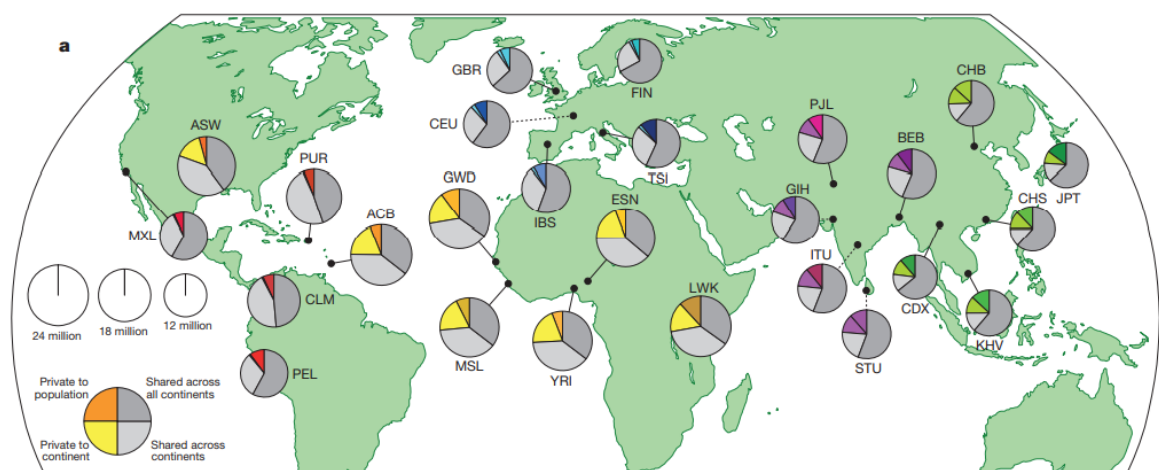 a
GBR
FIN
CHB
CEU
PJL
BEB
ASW
PUR
TSI
GWD
IBS
ESN
GIH
CHS
JPT
MXL
ACB
ITU
CLM
LWK
CDX
KHV
24 million
18 million
12 million
MSL
YRI
STU
PEL
Private to
population
Shared across
all continents
Private to
continent
Shared across
continents